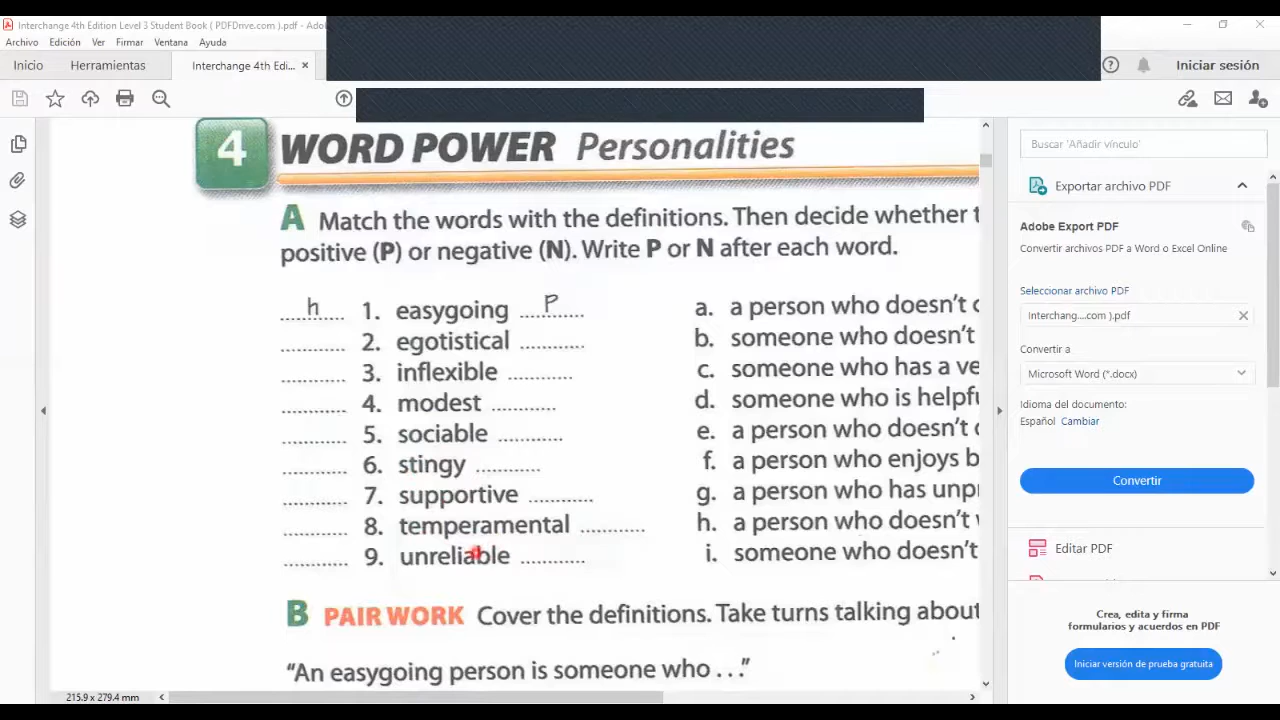 Interchange 4th Edition Level 3 Student Book ( PDFDrive.com ).pdf - Ado
Archivo Edición Ver Firmar Ventana Ayuda
Inicio Herramientas Interchange 4th Edi... × Iniciar sesión
4 WORD POWER Personalities
A Match the words with the definitions. Then decide whether t
positive (P) or negative (N). Write P or N after each word.
h 1. easygoing P
2. egotistical
3. inflexible
4. modest
5. sociable
6. stingy
7. supportive
8. temperamental
9. unreliable
a. a person who doesn't c
b. someone who doesn't
c. someone who has a ve
d. someone who is helpfu
e. a person who doesn't c
f. a person who enjoys b
g. a person who has unp
h. a person who doesn't w
i. someone who doesn't
B PAIR WORK Cover the definitions. Take turns talking about
"An easygoing person is someone who . . ."
215.9 x 279.4 mm
Buscar 'Añadir vínculo'
Exportar archivo PDF
Adobe Export PDF
Convertir archivos PDF a Word o Excel Online
Seleccionar archivo PDF
Interchang....com ).pdf
Convertir a
Microsoft Word (*.docx)
Idioma del documento:
Español Cambiar
Convertir
Editar PDF
Crea, edita y firma
formularios y acuerdos en PDF
Iniciar versión de prueba gratuita